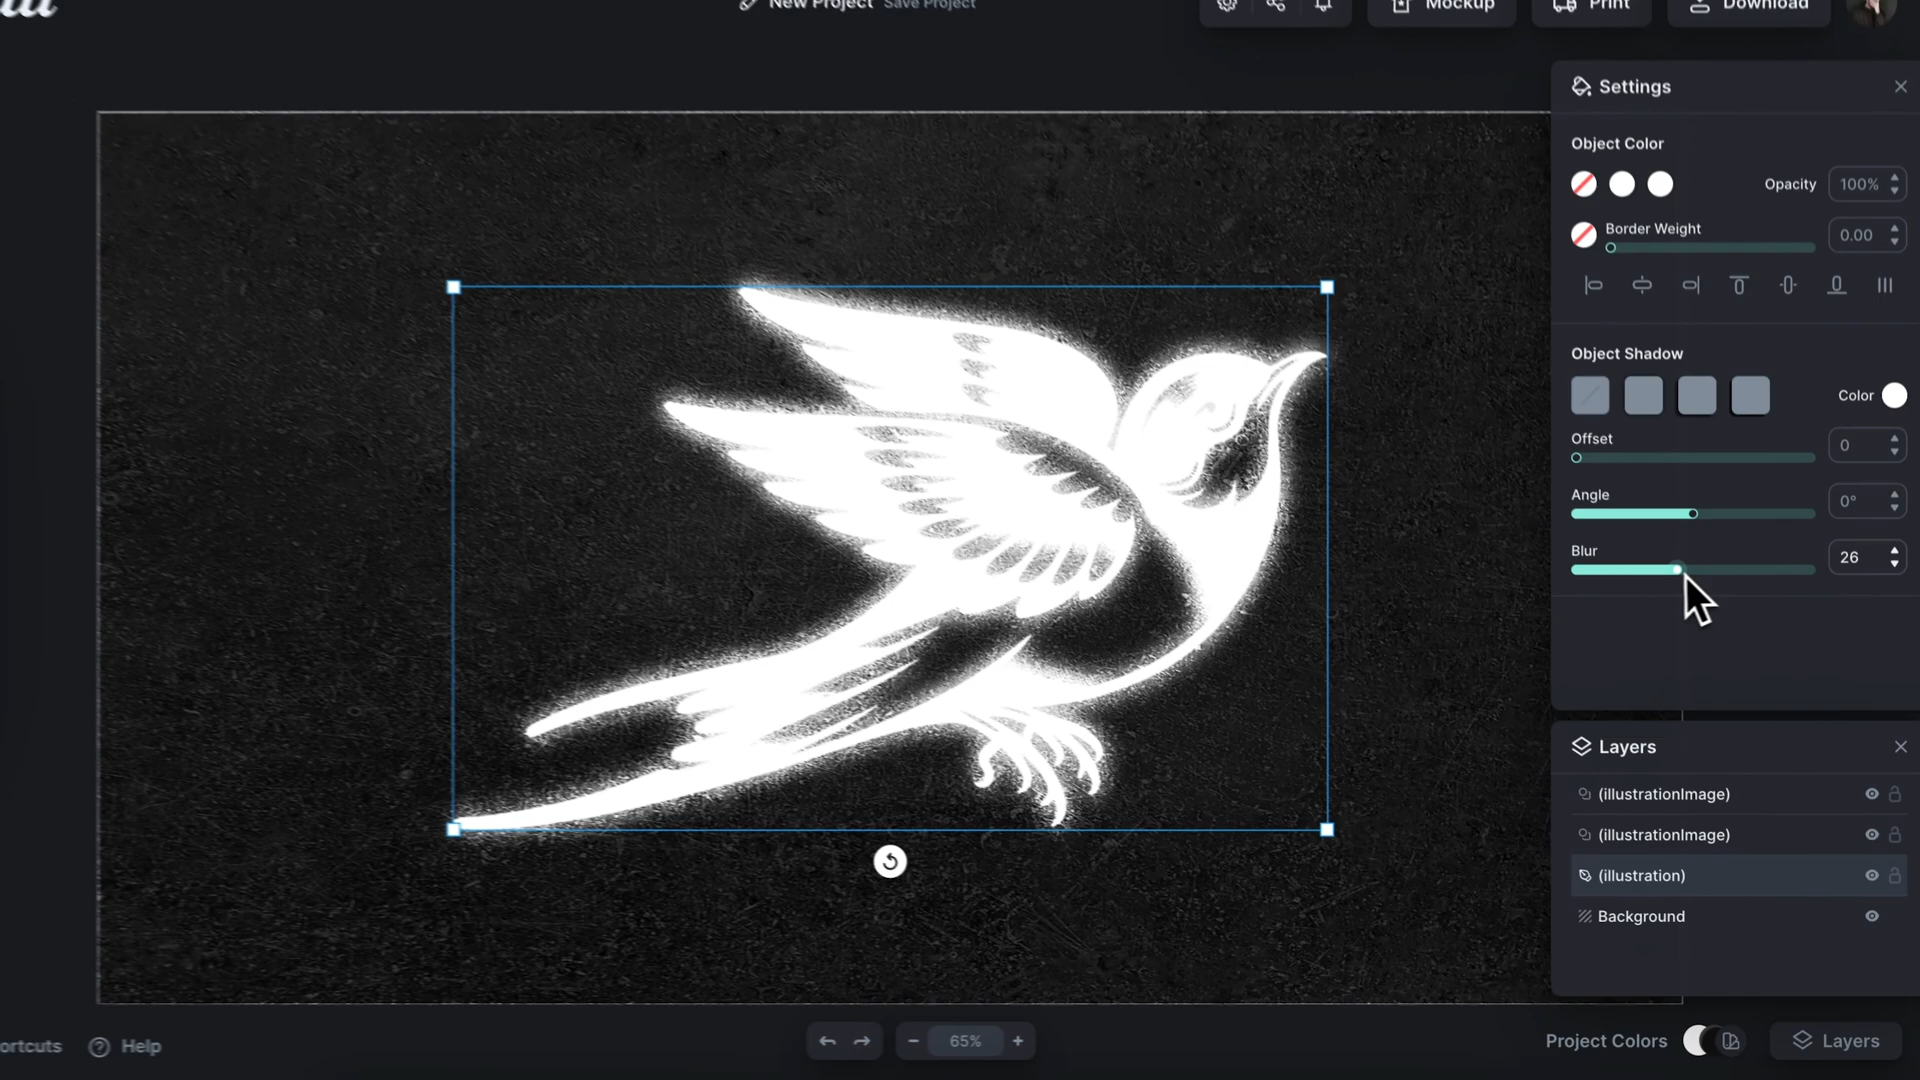 New Project Save Project
Mockup
Print
Download
Settings
Object Color
Opacity 100%
Border Weight 0.00
Object Shadow
Color
Offset 0
Angle 0°
Blur 26
Layers
(illustrationImage)
(illustrationImage)
(illustration)
Background
ortcuts Help
65%
Project Colors
Layers